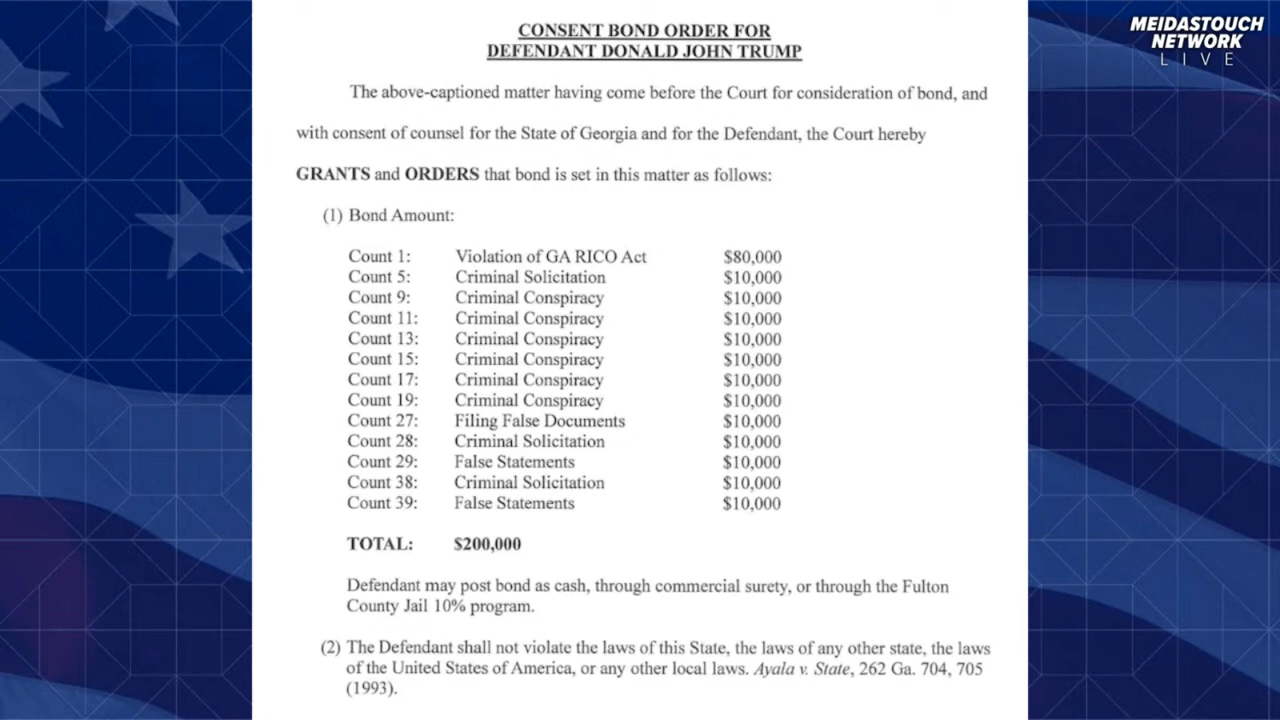 CONSENT BOND ORDER FOR
DEFENDANT DONALD JOHN TRUMP
MEIDASTOUCH
NETWORK
LIVE
The above-captioned matter having come before the Court for consideration of bond, and
with consent of counsel for the State of Georgia and for the Defendant, the Court hereby
GRANTS and ORDERS that bond is set in this matter as follows:
(1) Bond Amount:
Count 1: Violation of GA RICO Act $80,000
Count 5: Criminal Solicitation $10,000
Count 9: Criminal Conspiracy $10,000
Count 11: Criminal Conspiracy $10,000
Count 13: Criminal Conspiracy $10,000
Count 15: Criminal Conspiracy $10,000
Count 17: Criminal Conspiracy $10,000
Count 19: Criminal Conspiracy $10,000
Count 27: Filing False Documents $10,000
Count 28: Criminal Solicitation $10,000
Count 29: False Statements $10,000
Count 38: Criminal Solicitation $10,000
Count 39: False Statements $10,000
TOTAL: $200,000
Defendant may post bond as cash, through commercial surety, or through the Fulton
County Jail 10% program.
(2) The Defendant shall not violate the laws of this State, the laws of any other state, the laws
of the United States of America, or any other local laws. Ayala v. State, 262 Ga. 704, 705
(1993).